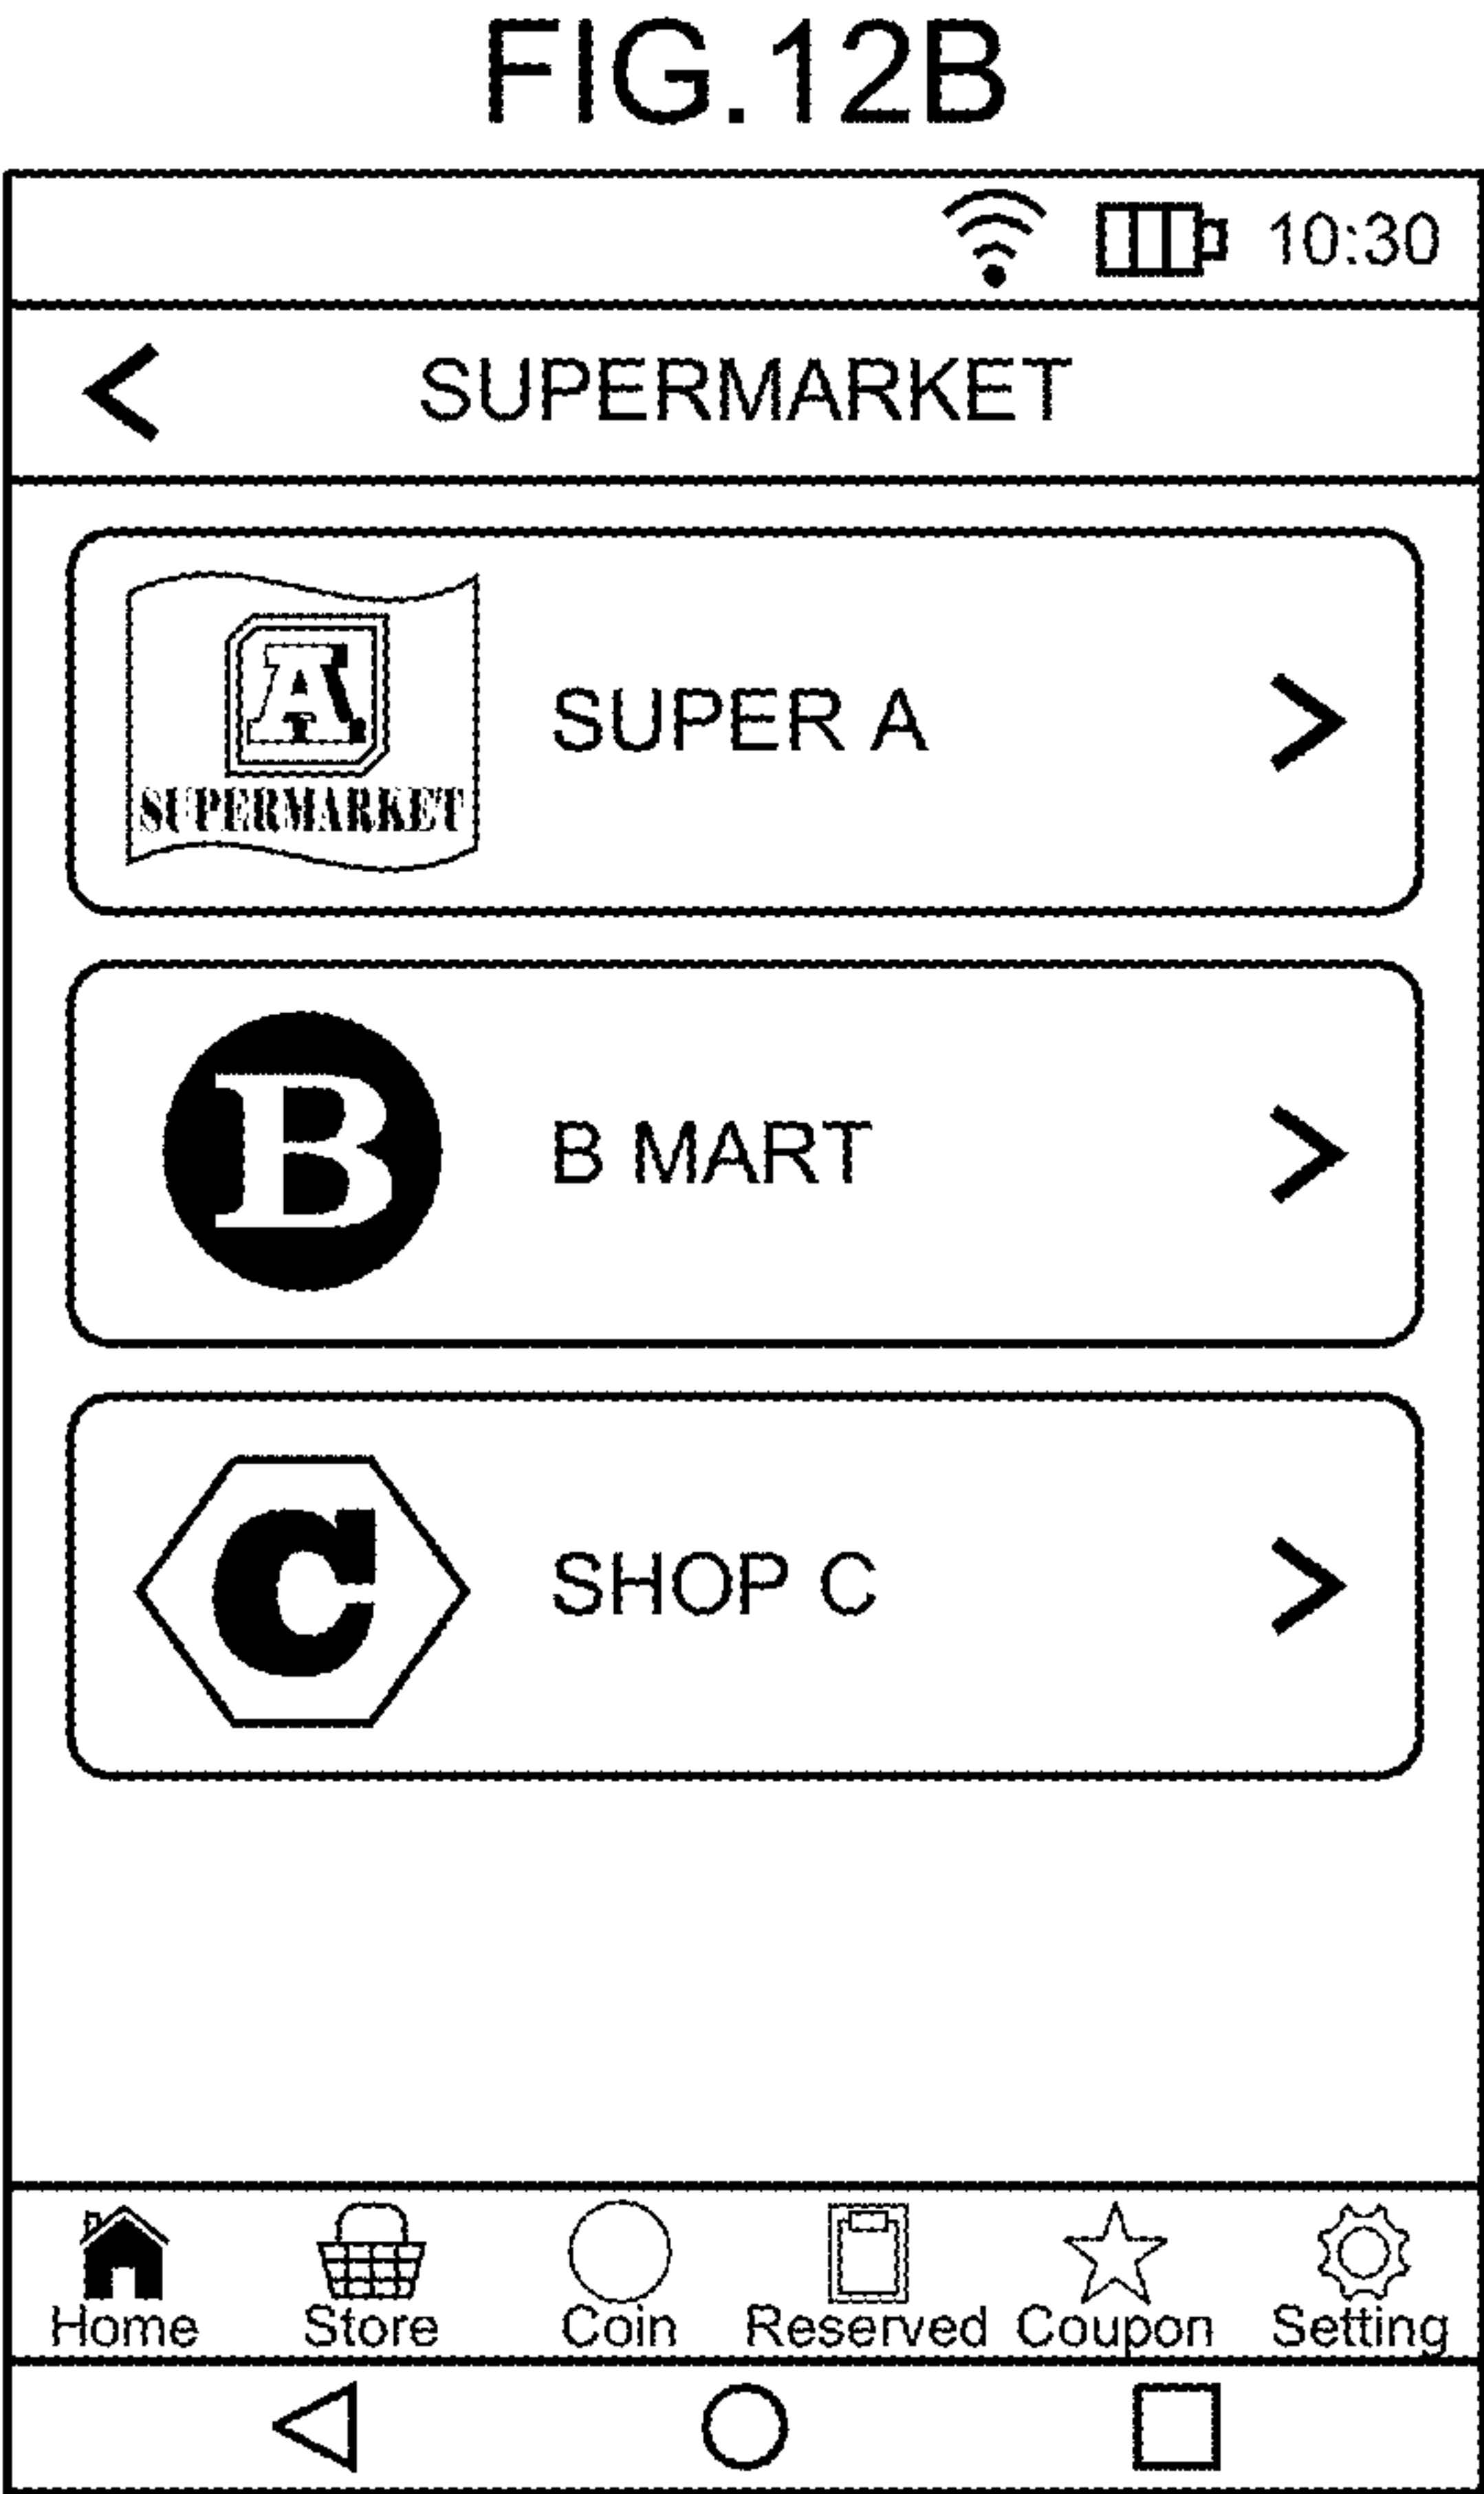 FIG.12B
10:30
SUPERMARKET
A
SUPERMARKET
SUPER A
B
B MART
C
SHOP C
Home Store Coin Reserved Coupon Setting